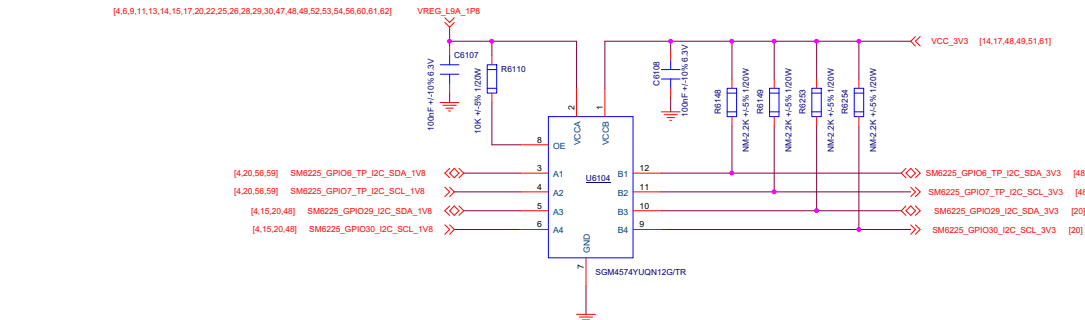 [4,6,9,11,13,14,15,17,20,22,25,26,28,29,30,47,48,49,52,53,54,56,60,61,62] VREG_L9A_1P8
VCC_3V3 [14,17,48,49,51,61]
C6107
100nF +/-10% 6.3V
R6110
10K +/-5% 1/20W
C6108
100nF +/-10% 6.3V
R6148
NM-2.2K +/-5% 1/20W
R6149
NM-2.2K +/-5% 1/20W
R6253
NM-2.2K +/-5% 1/20W
R6254
NM-2.2K +/-5% 1/20W
2 1
VCCA VCCB
8 OE
U6104
[4,20,56,59] SM6225_GPIO6_TP_I2C_SDA_1V8 3 A1 B1 12 SM6225_GPIO6_TP_I2C_SDA_3V3 [48
[4,20,56,59] SM6225_GPIO7_TP_I2C_SCL_1V8 4 A2 B2 11 SM6225_GPIO7_TP_I2C_SCL_3V3 [48
[4,15,20,48] SM6225_GPIO29_I2C_SDA_1V8 5 A3 B3 10 SM6225_GPIO29_I2C_SDA_3V3 [20]
[4,15,20,48] SM6225_GPIO30_I2C_SCL_1V8 6 A4 B4 9 SM6225_GPIO30_I2C_SCL_3V3 [20]
GND
7
SGM4574YUQN12G/TR